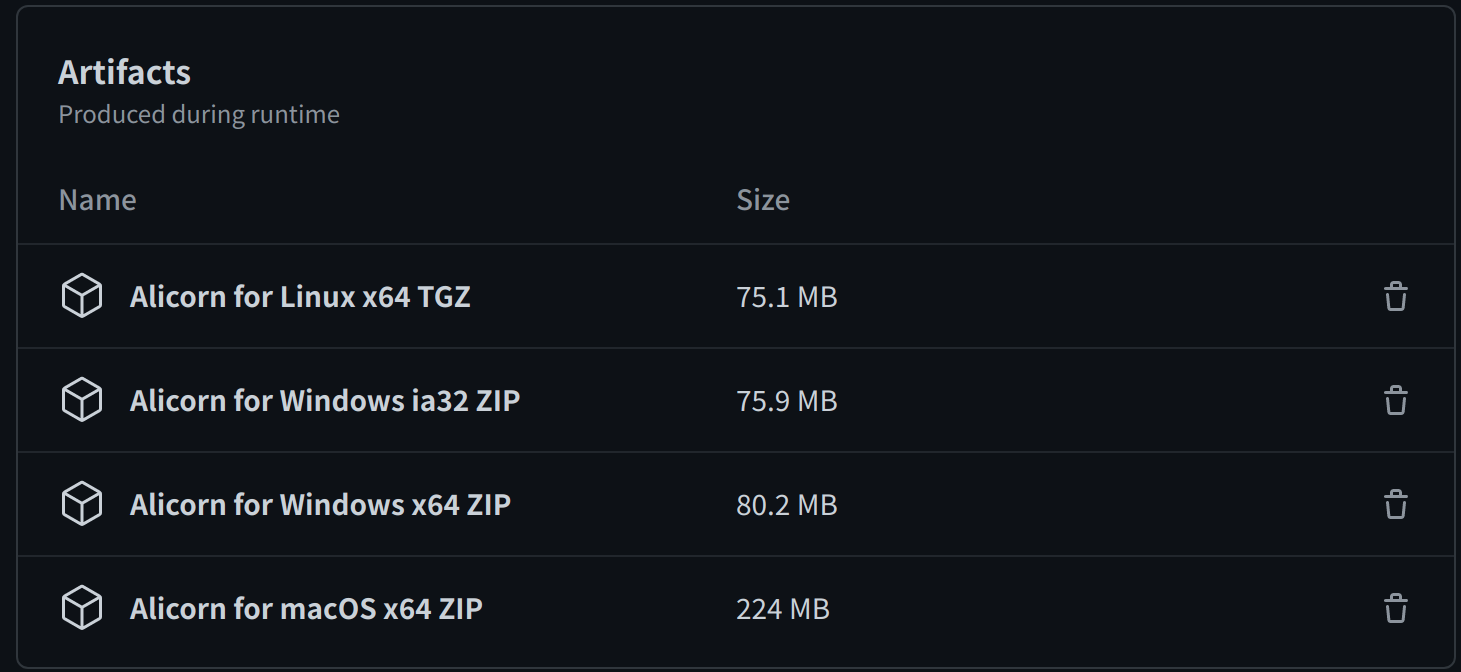 Artifacts
Produced during runtime
Name Size
Alicorn for Linux x64 TGZ 75.1 MB
Alicorn for Windows ia32 ZIP 75.9 MB
Alicorn for Windows x64 ZIP 80.2 MB
Alicorn for macOS x64 ZIP 224 MB